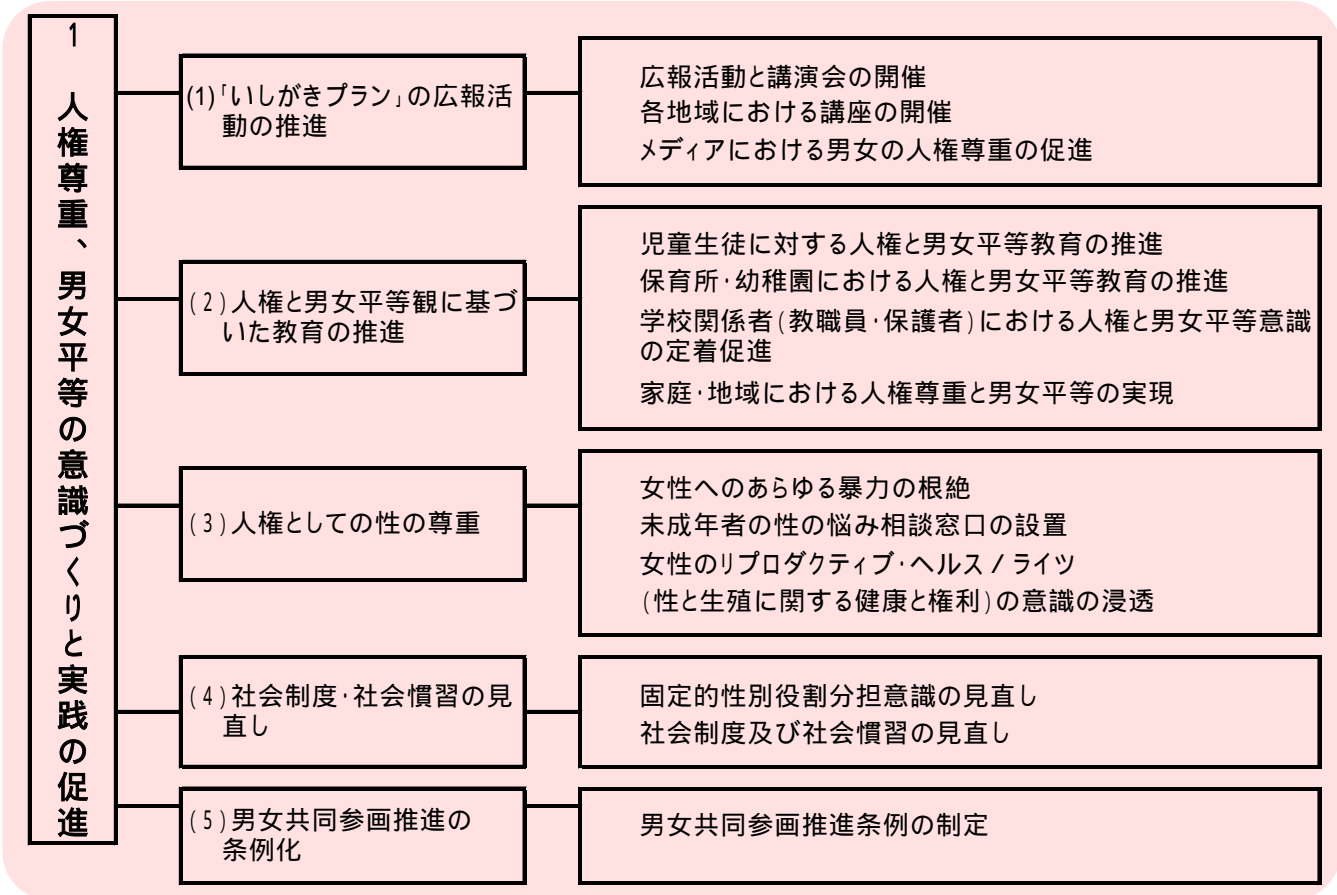 1 人権尊重、男女平等の意識づくりと実践の促進
(1)「いしがきプラン」の広報活
動の推進
広報活動と講演会の開催
各地域における講座の開催
メディアにおける男女の人権尊重の促進
(2)人権と男女平等観に基づ
いた教育の推進
児童生徒に対する人権と男女平等教育の推進
保育所・幼稚園における人権と男女平等教育の推進
学校関係者(教職員・保護者)における人権と男女平等意識
の定着促進
家庭・地域における人権尊重と男女平等の実現
(3)人権としての性の尊重
女性へのあらゆる暴力の根絶
未成年者の性の悩み相談窓口の設置
女性のリプロダクティブ・ヘルス/ライツ
(性と生殖に関する健康と権利)の意識の浸透
(4)社会制度・社会慣習の見
直し
固定的性別役割分担意識の見直し
社会制度及び社会慣習の見直し
(5)男女共同参画推進の
条例化
男女共同参画推進条例の制定